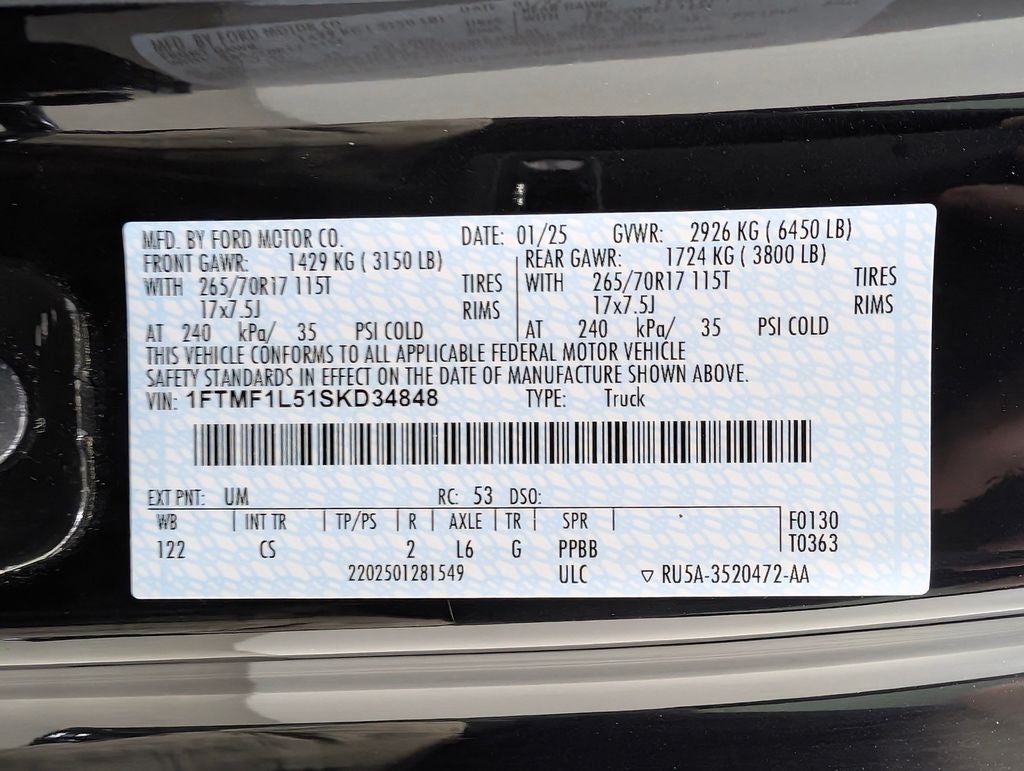 MFD. BY FORD MOTOR CO. DATE: 01/25 GVWR: 2926 KG ( 6450 LB)
FRONT GAWR: 1429 KG ( 3150 LB) REAR GAWR: 1724 KG ( 3800 LB)
WITH 265/70R17 115T TIRES WITH 265/70R17 115T TIRES
17x7.5J RIMS 17x7.5J RIMS
AT 240 kPa/ 35 PSI COLD AT 240 kPa/ 35 PSI COLD
THIS VEHICLE CONFORMS TO ALL APPLICABLE FEDERAL MOTOR VEHICLE
SAFETY STANDARDS IN EFFECT ON THE DATE OF MANUFACTURE SHOWN ABOVE.
VIN: 1FTMF1L51SKD34848 TYPE: Truck
EXT PNT: UM RC: 53 DSO:
WB INT TR TP/PS R AXLE TR SPR F0130
122 CS 2 L6 G PPBB T0363
2202501281549 ULC ▽ RU5A-3520472-AA